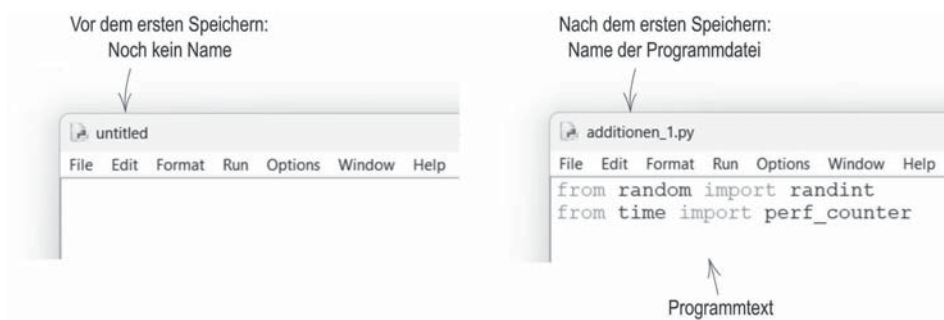 Vor dem ersten Speichern:
Noch kein Name
untitled
File Edit Format Run Options Window Help
Nach dem ersten Speichern:
Name der Programmdatei
additionen_1.py
File Edit Format Run Options Window Help
from random import randint
from time import perf_counter
Programmtext